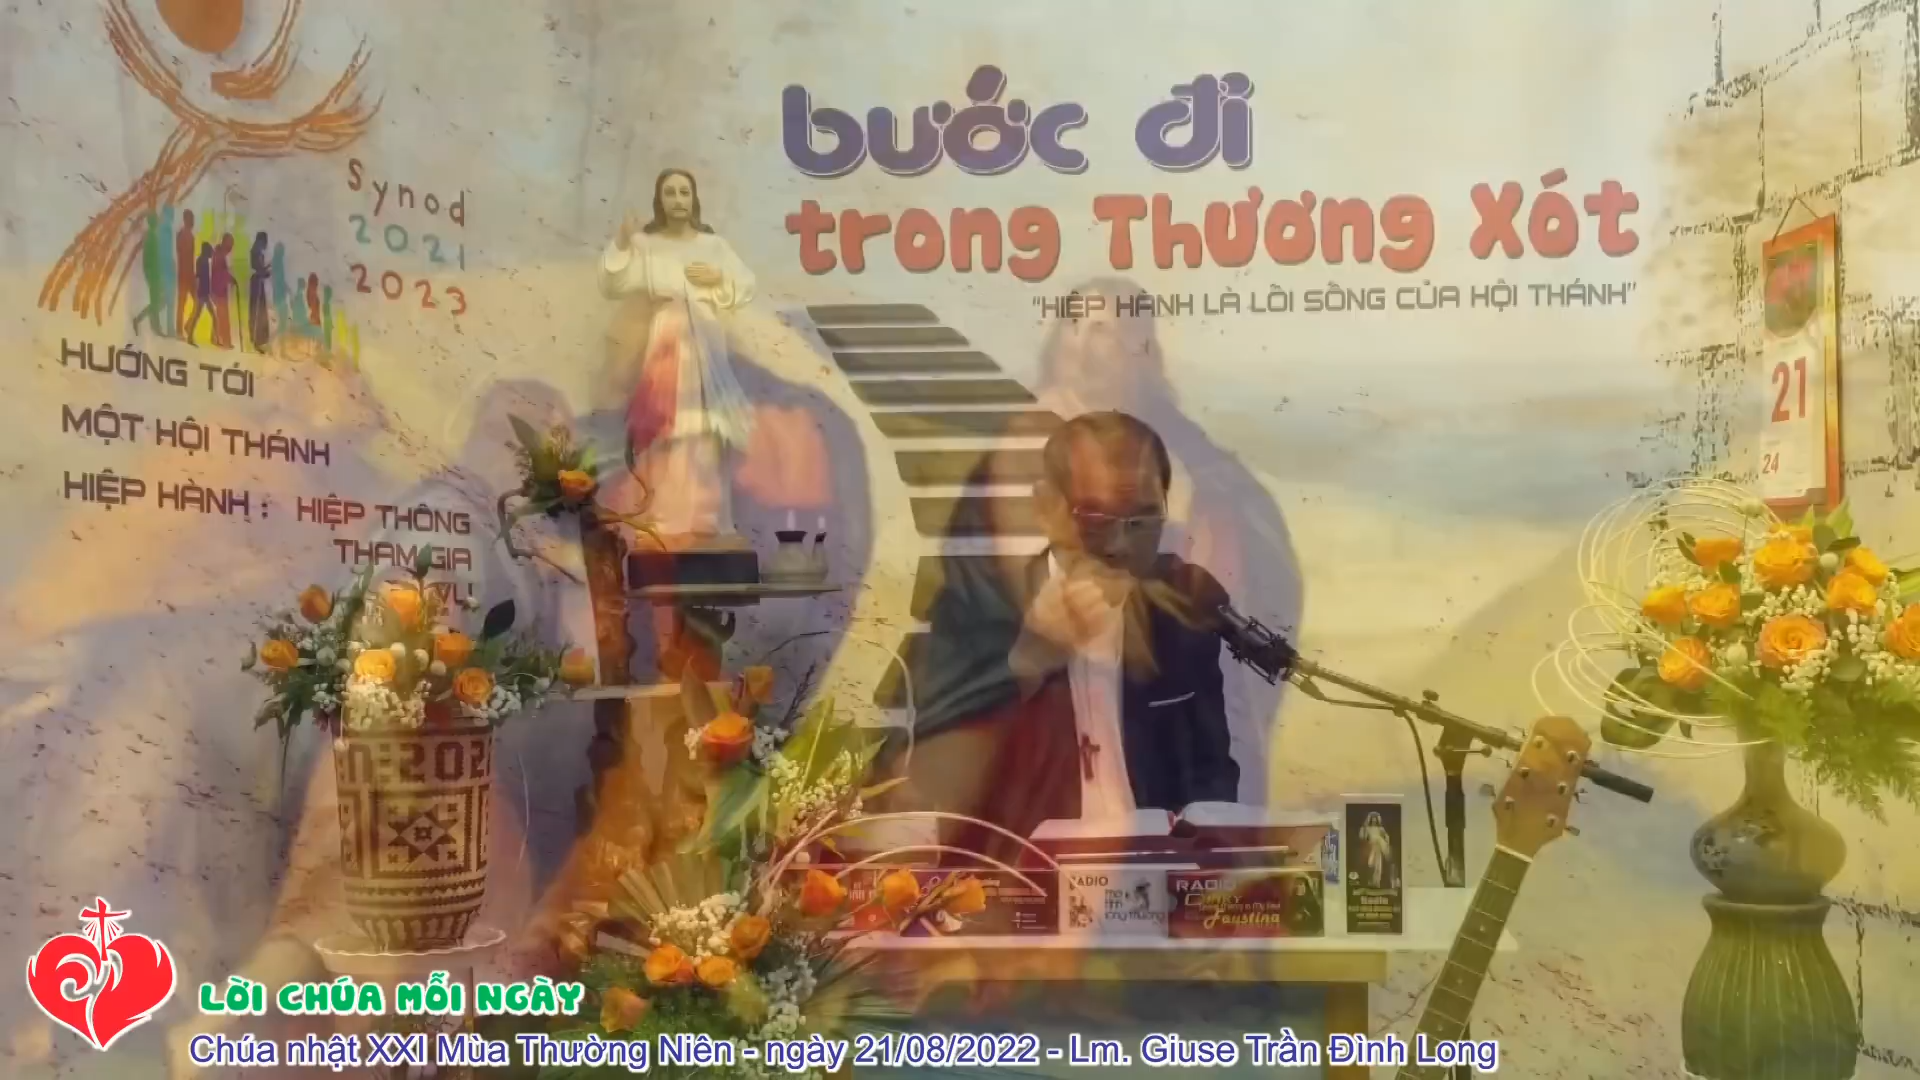 Synod
2021
2023
HƯỚNG TỚI
MỘT HỘI THÁNH
HIỆP HÀNH : HIỆP THÔNG
THAM GIA
VỤ
bước đi
trong Thương Xót
"HIỆP HÀNH LÀ LỐI SỐNG CỦA HỘI THÁNH"
21
24
RADIO
RADIO
Faustina
LỜI CHÚA MỖI NGÀY
Chúa nhật XXI Mùa Thường Niên - ngày 21/08/2022 - Lm. Giuse Trần Đình Long